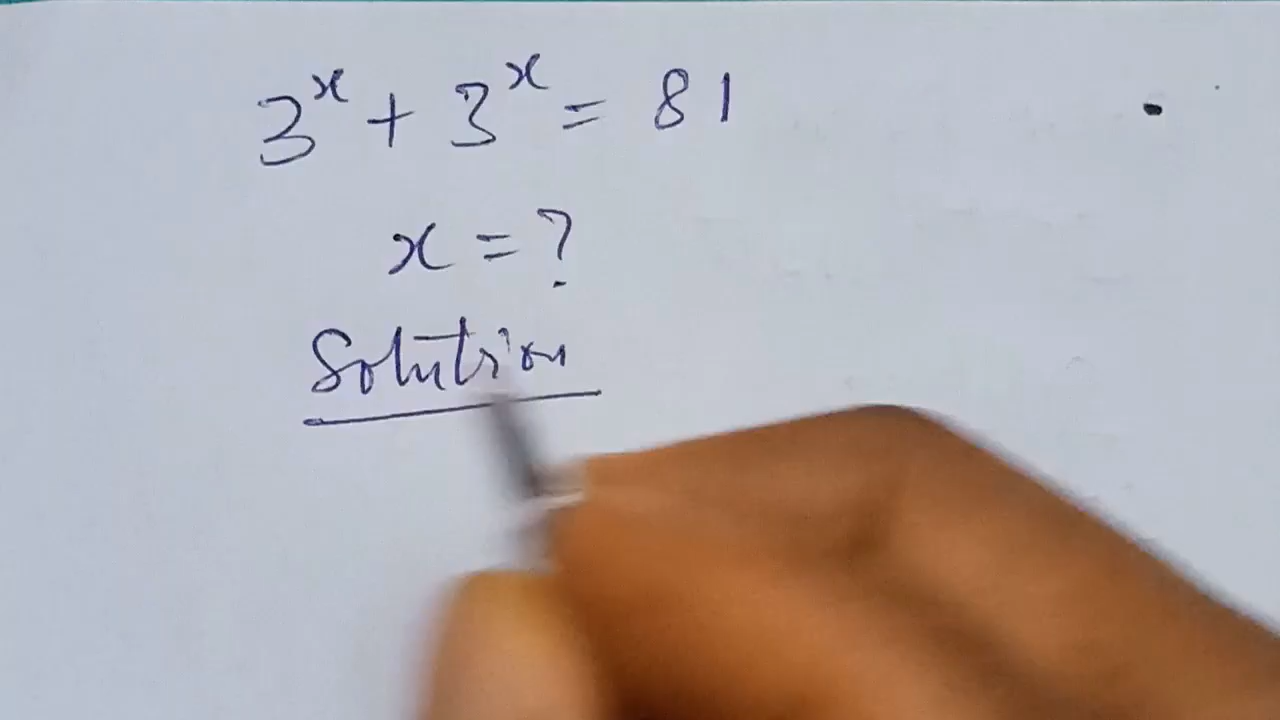 3^x + 3^x = 81
x = ?
Solution